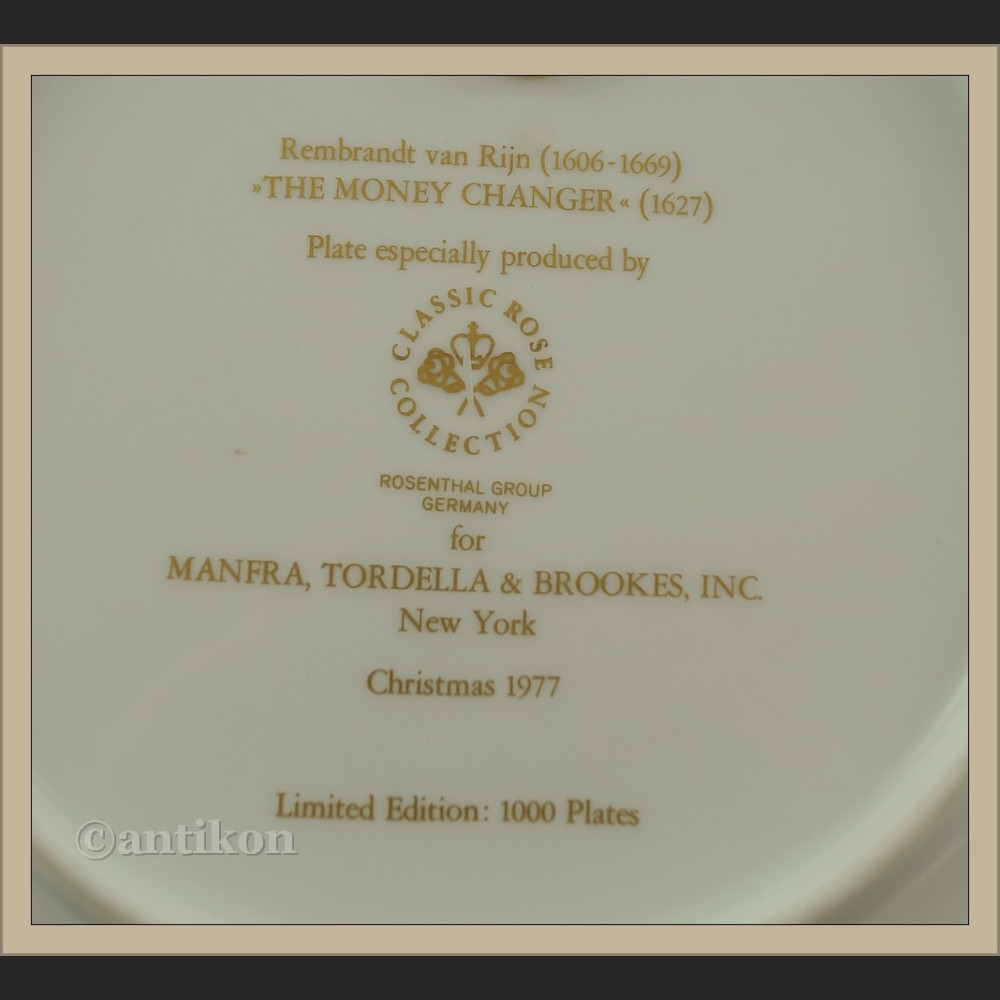 Rembrandt van Rijn (1606-1669)
»THE MONEY CHANGER« (1627)
Plate especially produced by
CLASSIC ROSE
COLLECTION
ROSENTHAL GROUP
GERMANY
for
MANFRA, TORDELLA & BROOKES, INC.
New York
Christmas 1977
Limited Edition: 1000 Plates
©antikon